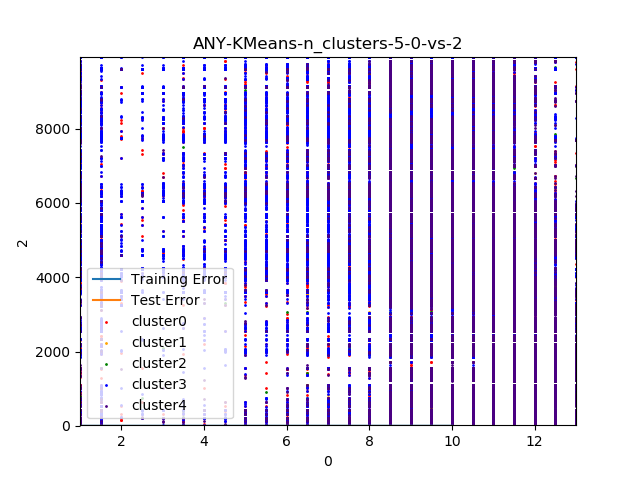 ANY-KMeans-n_clusters-5-0-vs-2
8000
6000
4000
2000
0
2
Training Error
Test Error
cluster0
cluster1
cluster2
cluster3
cluster4
2 4 6 8 10 12
0